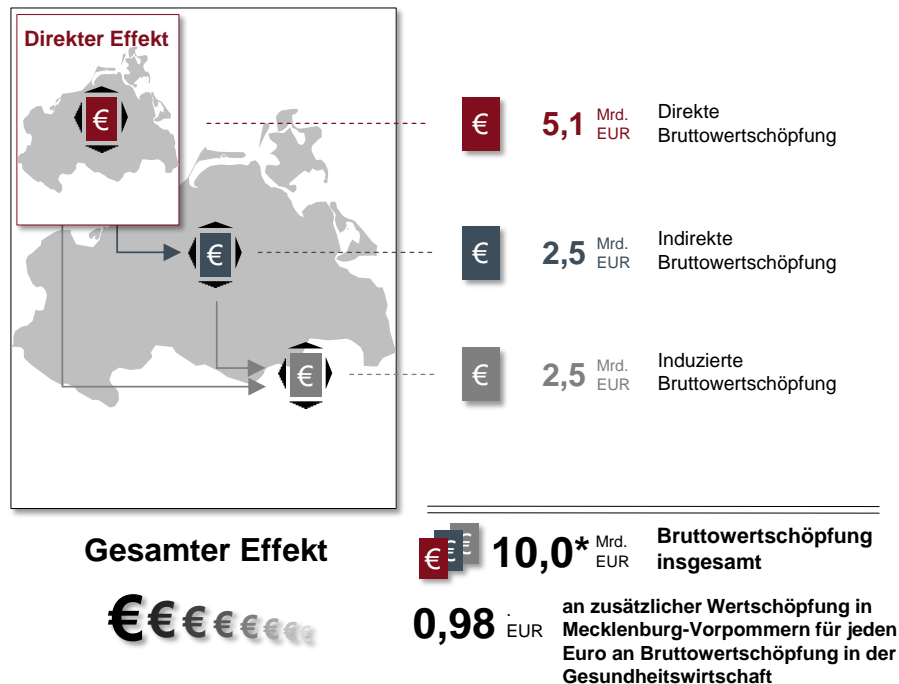 Direkter Effekt
€
€
€
€ 5,1 Mrd. EUR Direkte
Bruttowertschöpfung
€ 2,5 Mrd. EUR Indirekte
Bruttowertschöpfung
€ 2,5 Mrd. EUR Induzierte
Bruttowertschöpfung
Gesamter Effekt
€€€€€€€€
€€€ 10,0* Mrd. EUR Bruttowertschöpfung
insgesamt
0,98 EUR an zusätzlicher Wertschöpfung in
Mecklenburg-Vorpommern für jeden
Euro an Bruttowertschöpfung in der
Gesundheitswirtschaft